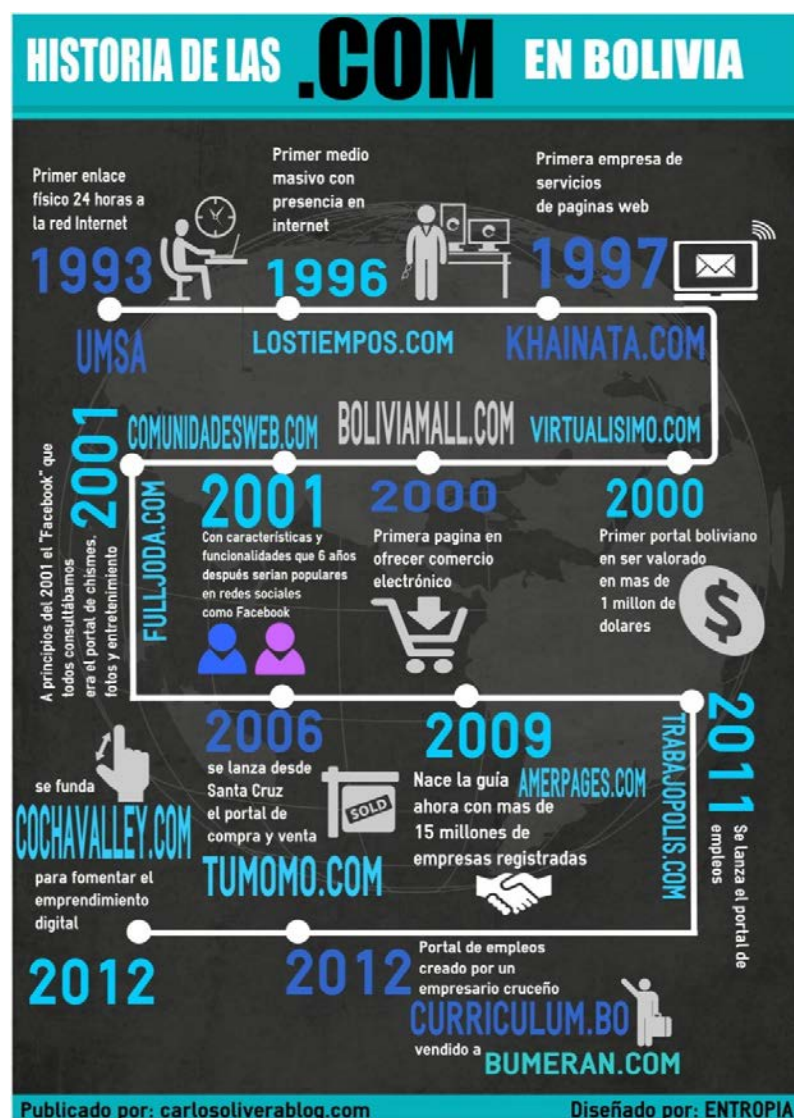 HISTORIA DE LAS .COM EN BOLIVIA
Primer enlace
físico 24 horas a
la red Internet
1993
UMSA
Primer medio
masivo con
presencia en
internet
1996
LOSTIEMPOS.COM
Primera empresa de
servicios
de paginas web
1997
KHAINATA.COM
VIRTUALISIMO.COM
2000
Primer portal boliviano
en ser valorado
en mas de
1 millon de
dolares
$
BOLIVIAMALL.COM
2000
Primera pagina en
ofrecer comercio
electrónico
COMUNIDADESWEB.COM
2001
Con características y
funcionalidades que 6 años
después serian populares
en redes sociales
como Facebook
2001
FULLJODA.COM
A principios del 2001 el "Facebook" que
todos consultábamos
era el portal de chismes,
fotos y entretenimiento
2006
se lanza desde
Santa Cruz
el portal de
compra y venta
TUMOMO.COM
SOLD
2009
Nace la guía
AMERPAGES.COM
ahora con mas de
15 millones de
empresas registradas
2011
TRABAJOPOLIS.COM
Se lanza el portal de
empleos
2012
Portal de empleos
creado por un
empresario cruceño
CURRICULUM.BO
vendido a
BUMERAN.COM
se funda
COCHAVALLEY.COM
para fomentar el
emprendimiento
digital
2012
Publicado por: carlosoliverablog.com
Diseñado por: ENTROPIA